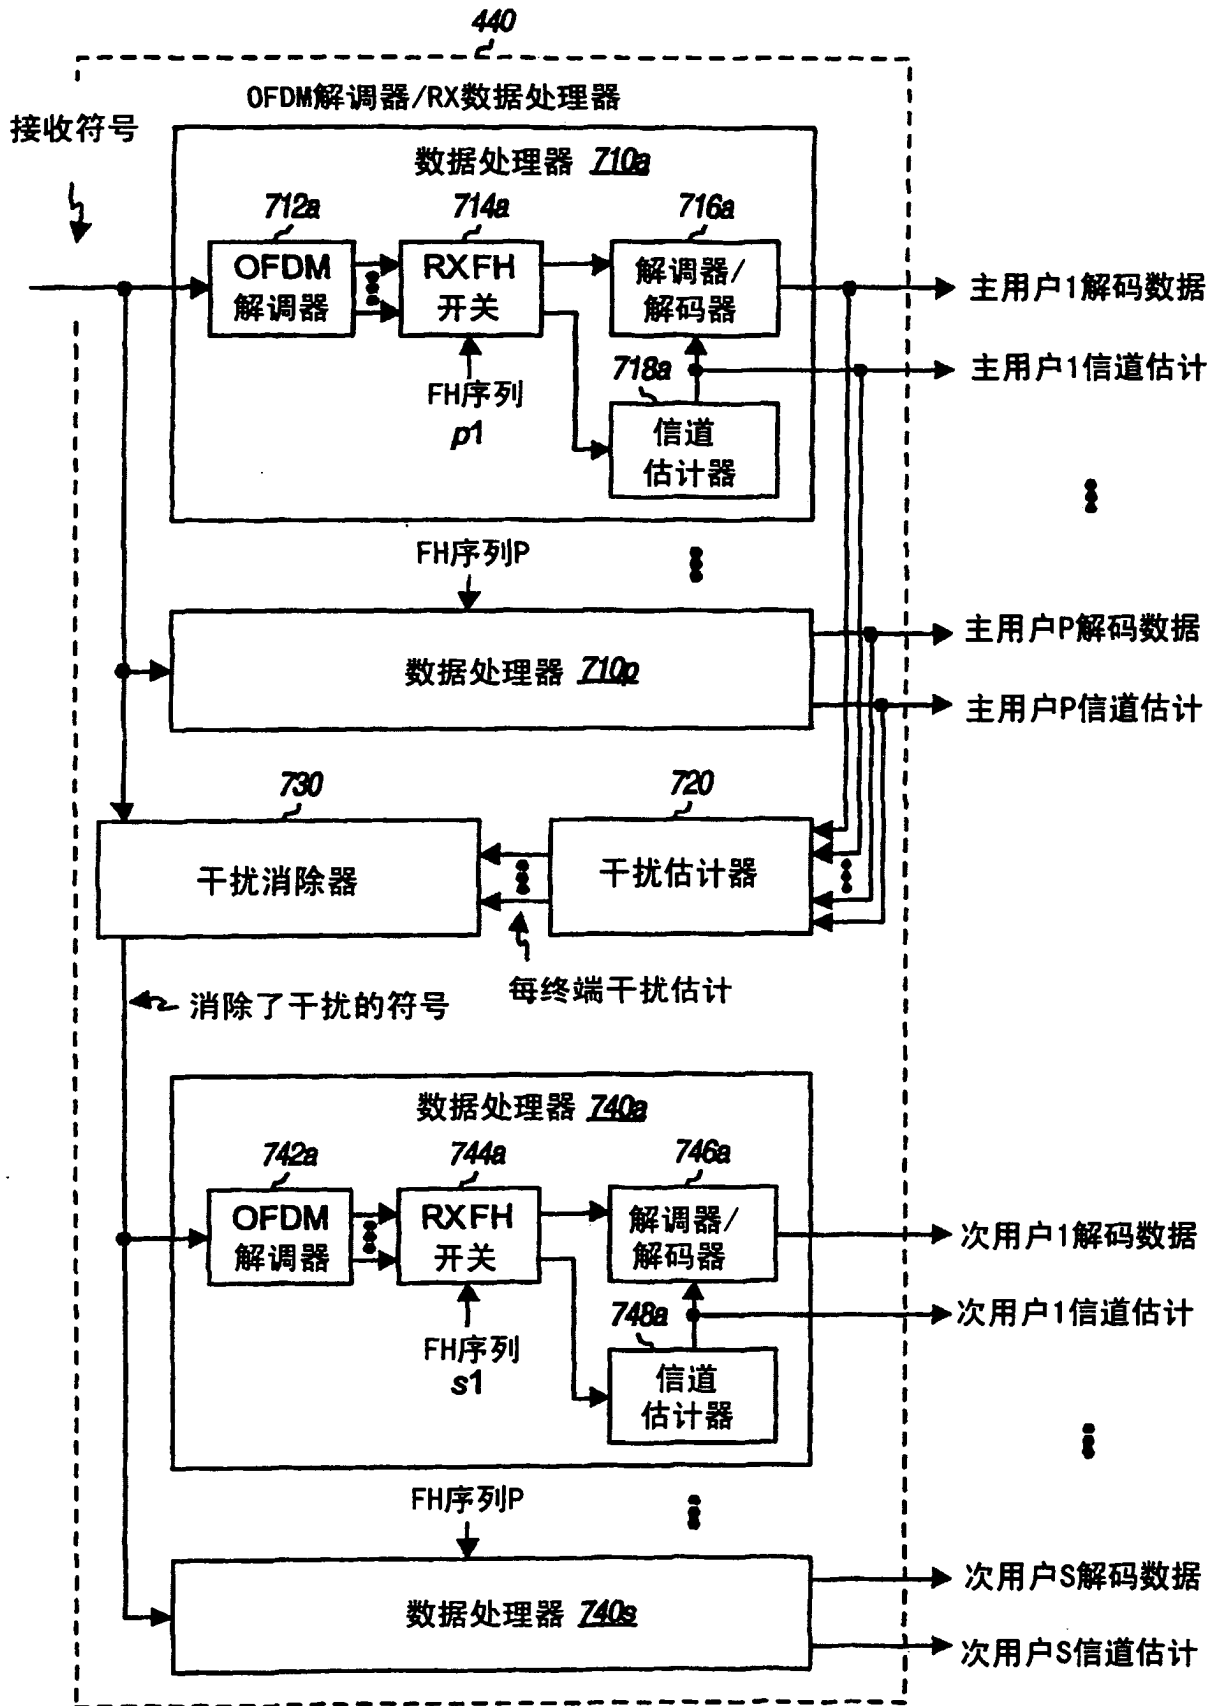 440
OFDM解调器/RX数据处理器
接收符号
数据处理器 710a
712a
714a
716a
OFDM
解调器
RX FH
开关
解调器/
解码器
主用户1解码数据
718a
主用户1信道估计
FH序列
p1
信道
估计器
FH序列P
主用户P解码数据
数据处理器 710p
主用户P信道估计
730
720
干扰消除器
干扰估计器
消除了干扰的符号
每终端干扰估计
数据处理器 740a
742a
744a
746a
OFDM
解调器
RX FH
开关
解调器/
解码器
次用户1解码数据
748a
次用户1信道估计
FH序列
s1
信道
估计器
FH序列P
次用户S解码数据
数据处理器 740s
次用户S信道估计